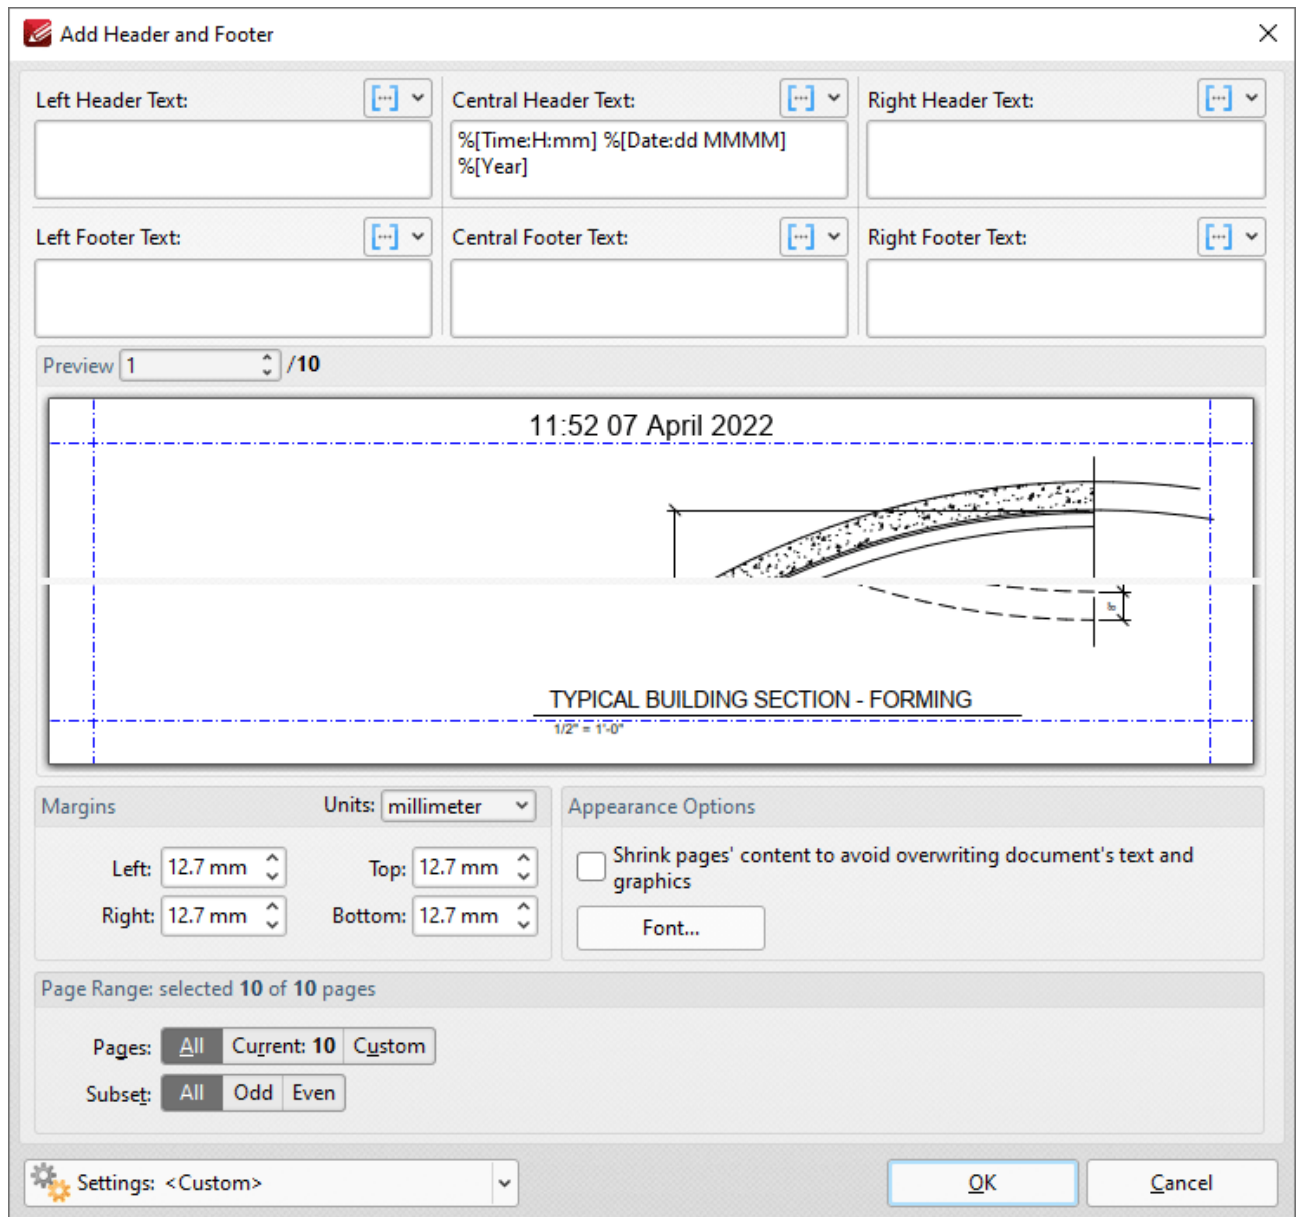 Add Header and Footer
Left Header Text:
Central Header Text:
Right Header Text:
%[Time:H:mm] %[Date:dd MMMM]
%[Year]
Left Footer Text:
Central Footer Text:
Right Footer Text:
Preview 1 /10
11:52 07 April 2022
8"
TYPICAL BUILDING SECTION - FORMING
1/2" = 1'-0"
Margins
Units: millimeter
Left: 12.7 mm
Top: 12.7 mm
Right: 12.7 mm
Bottom: 12.7 mm
Appearance Options
Shrink pages' content to avoid overwriting document's text and
graphics
Font...
Page Range: selected 10 of 10 pages
Pages: All Current: 10 Custom
Subset: All Odd Even
Settings: <Custom>
OK
Cancel